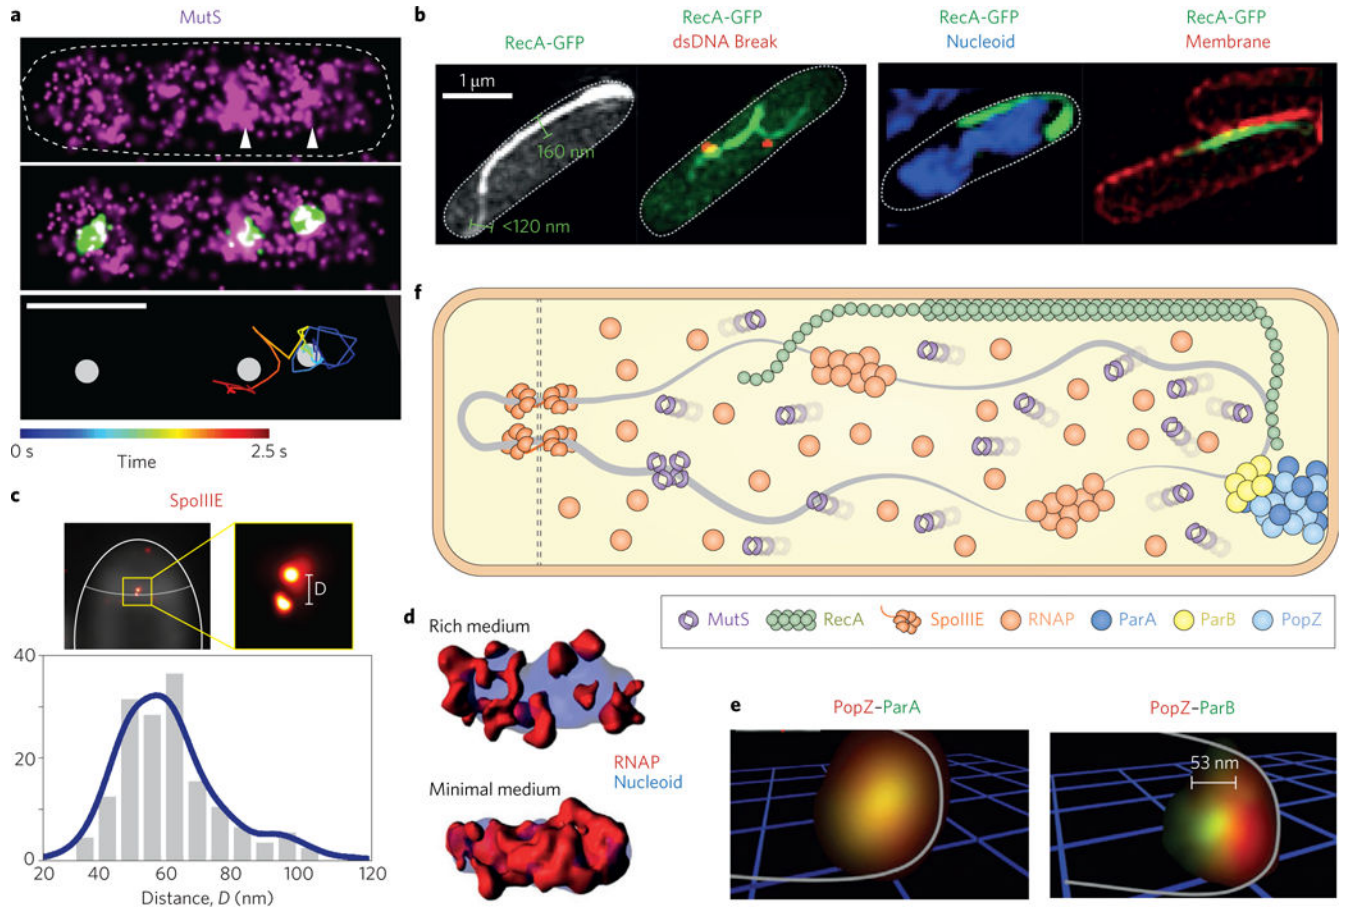 a
MutS
0 s
2.5 s
Time
b
RecA-GFP
RecA-GFP
dsDNA Break
RecA-GFP
Nucleoid
RecA-GFP
Membrane
1 μm
160 nm
<120 nm
c
SpoIIIE
D
40
20
0
20 40 60 80 100 120
Distance, D (nm)
d
Rich medium
RNAP
Nucleoid
Minimal medium
f
MutS RecA SpoIIIE RNAP ParA ParB PopZ
e
PopZ–ParA
PopZ–ParB
53 nm